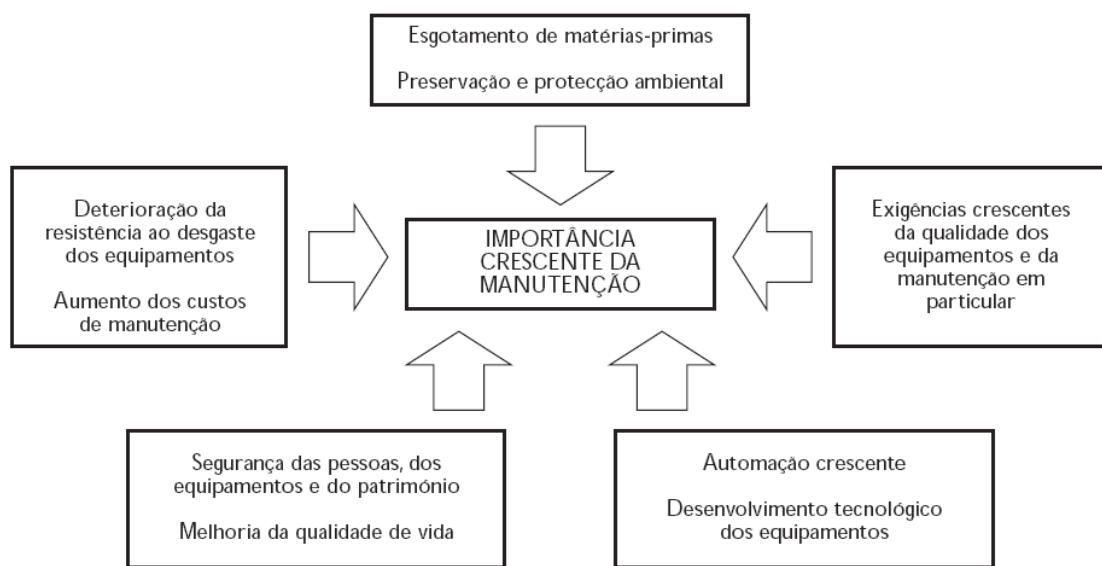 Esgotamento de matérias-primas
Preservação e protecção ambiental
Deterioração da
resistência ao desgaste
dos equipamentos
Aumento dos custos
de manutenção
IMPORTÂNCIA
CRESCENTE DA
MANUTENÇÃO
Exigências crescentes
da qualidade dos
equipamentos e da
manutenção em
particular
Segurança das pessoas, dos
equipamentos e do património
Melhoria da qualidade de vida
Automação crescente
Desenvolvimento tecnológico
dos equipamentos